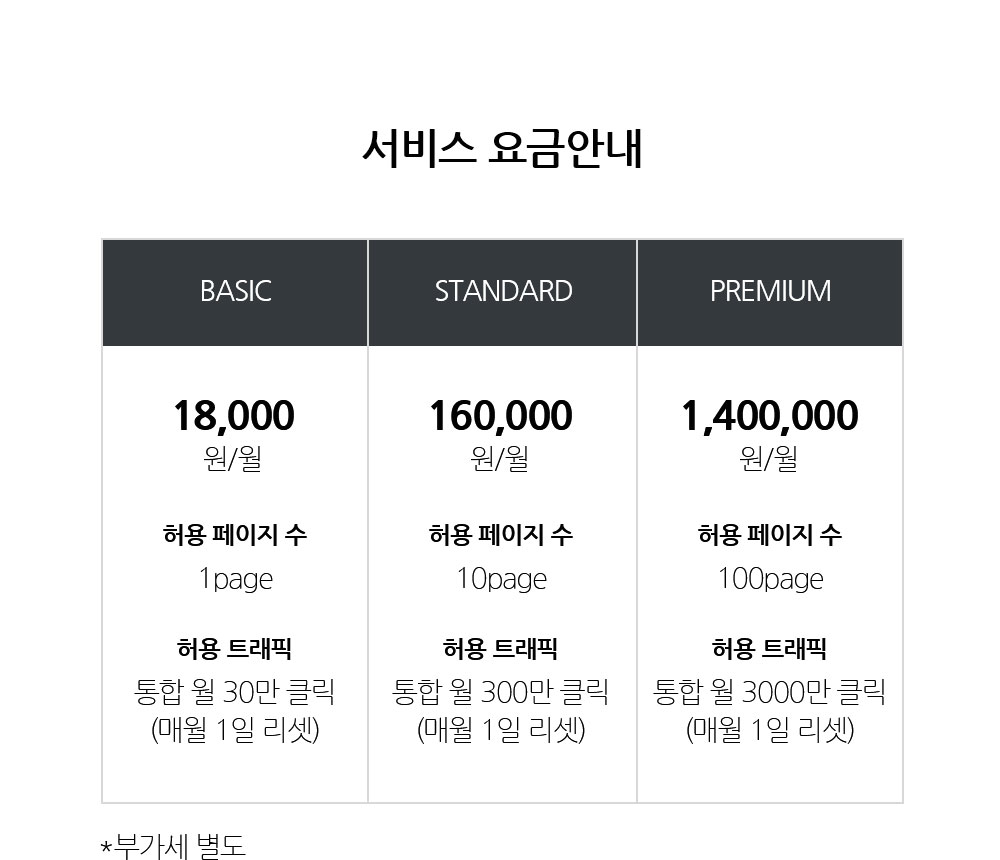 서비스 요금안내
BASIC
STANDARD
PREMIUM
18,000
원/월
허용 페이지 수
1page
허용 트래픽
통합 월 30만 클릭
(매월 1일 리셋)
160,000
원/월
허용 페이지 수
10page
허용 트래픽
통합 월 300만 클릭
(매월 1일 리셋)
1,400,000
원/월
허용 페이지 수
100page
허용 트래픽
통합 월 3000만 클릭
(매월 1일 리셋)
*부가세 별도